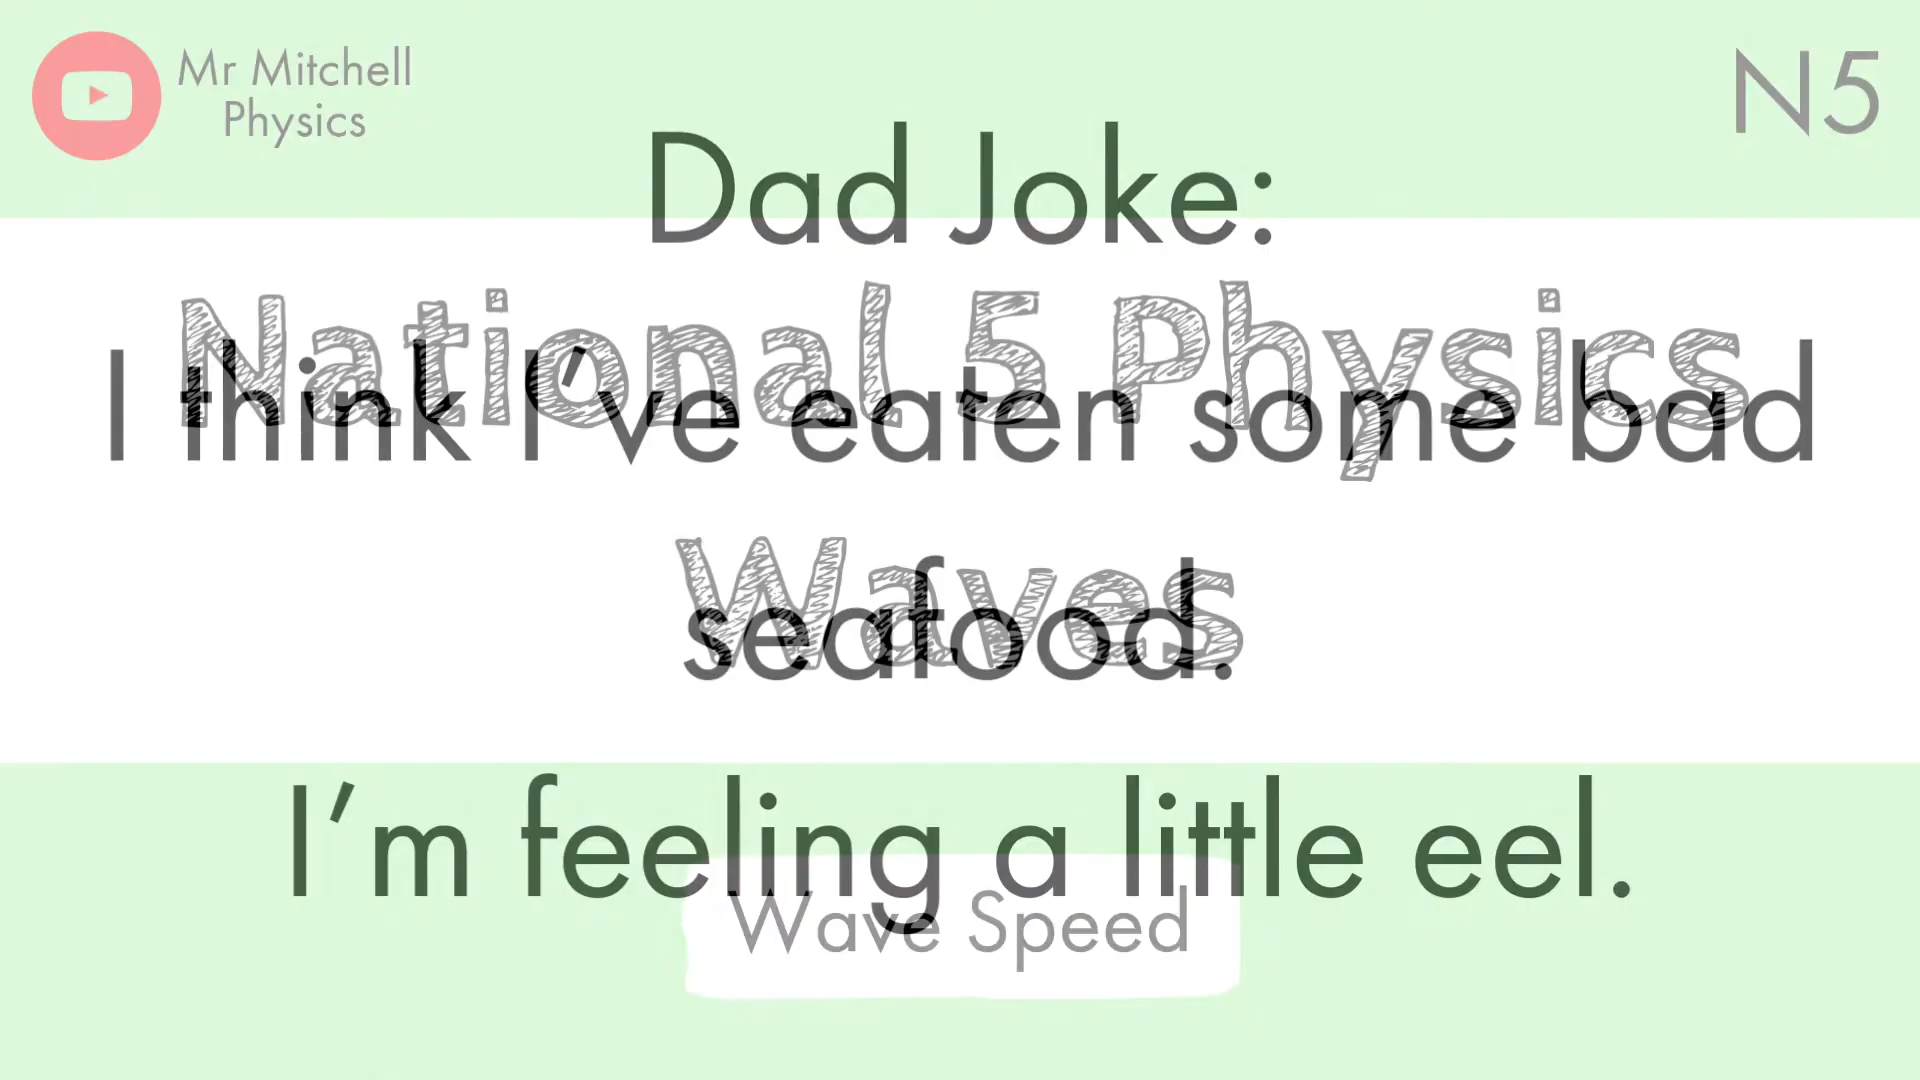 Mr Mitchell
Physics
N5
Dad Joke:
National 5 Physics
I think I've eaten some bad
Waves
seafood.
I'm feeling a little eel.
Wave Speed